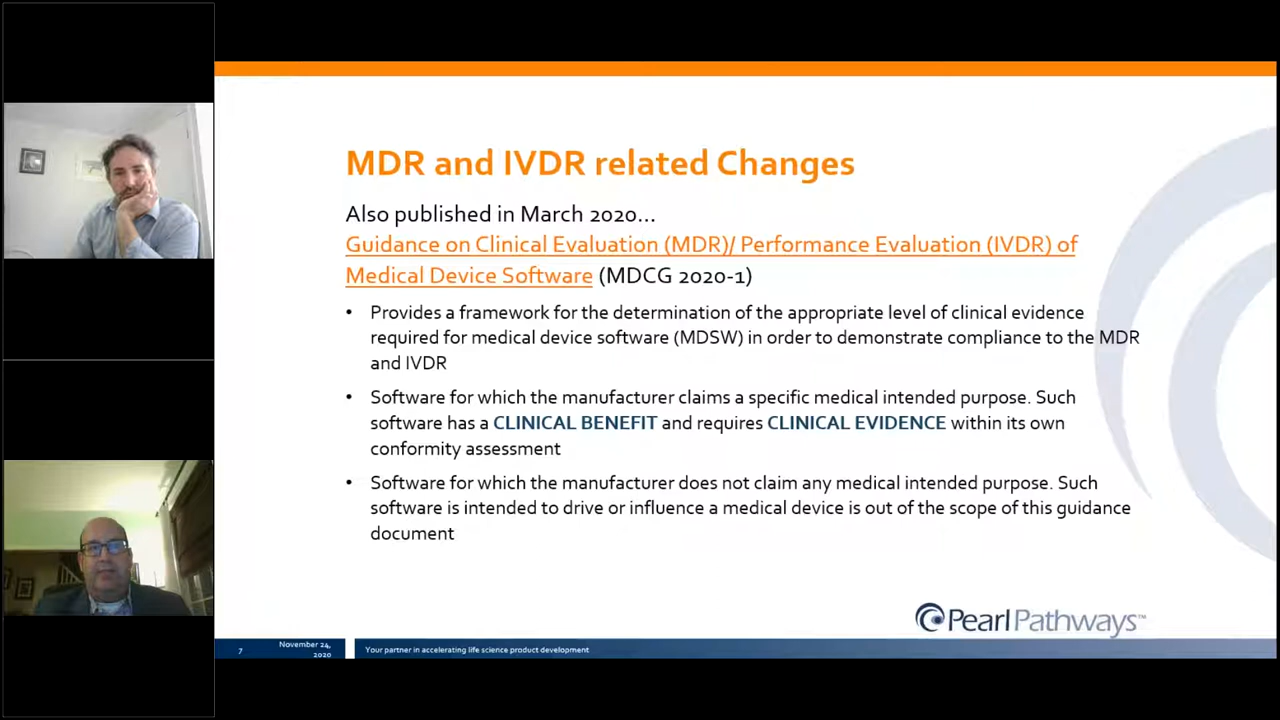 MDR and IVDR related Changes
Also published in March 2020...
Guidance on Clinical Evaluation (MDR)/ Performance Evaluation (IVDR) of
Medical Device Software (MDCG 2020-1)
• Provides a framework for the determination of the appropriate level of clinical evidence
required for medical device software (MDSW) in order to demonstrate compliance to the MDR
and IVDR
• Software for which the manufacturer claims a specific medical intended purpose. Such
software has a CLINICAL BENEFIT and requires CLINICAL EVIDENCE within its own
conformity assessment
• Software for which the manufacturer does not claim any medical intended purpose. Such
software is intended to drive or influence a medical device is out of the scope of this guidance
document
PearlPathways™
7
November 24,
2020
Your partner in accelerating life science product development